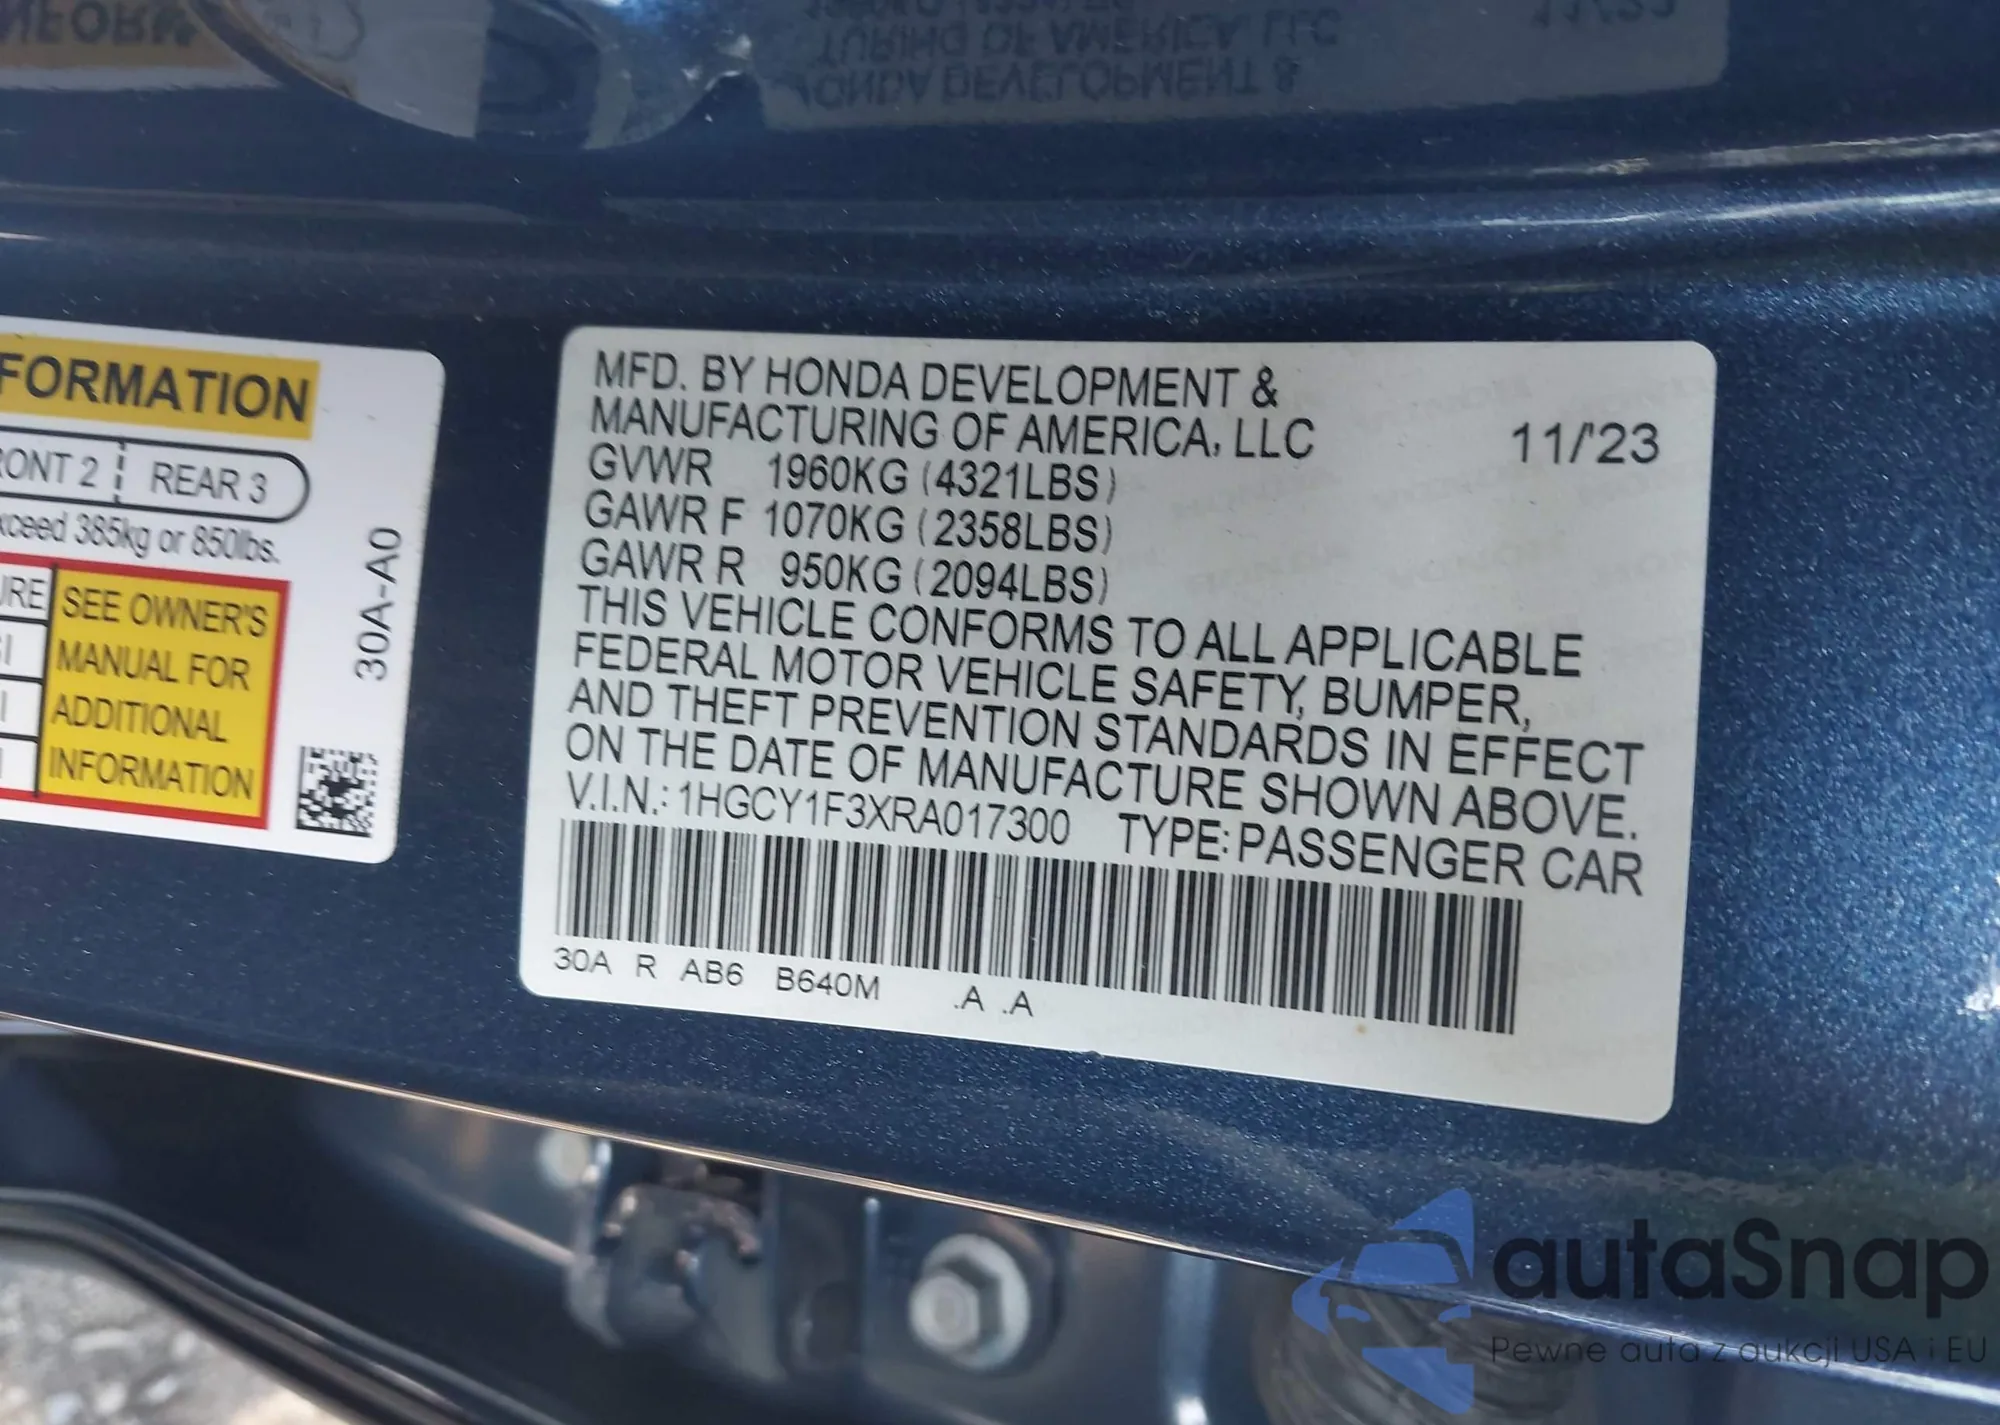 FORMATION
RONT 2 REAR 3
xceed 385kg or 850lbs.
URE
SEE OWNER'S
MANUAL FOR
ADDITIONAL
INFORMATION
30A-A0
MFD. BY HONDA DEVELOPMENT &
MANUFACTURING OF AMERICA, LLC 11/'23
GVWR 1960KG (4321LBS)
GAWR F 1070KG (2358LBS)
GAWR R 950KG (2094LBS)
THIS VEHICLE CONFORMS TO ALL APPLICABLE
FEDERAL MOTOR VEHICLE SAFETY, BUMPER,
AND THEFT PREVENTION STANDARDS IN EFFECT
ON THE DATE OF MANUFACTURE SHOWN ABOVE.
V.I.N.: 1HGCY1F3XRA017300 TYPE: PASSENGER CAR
30A R AB6 B640M .A .A
autaSnap
Pewne auta z aukcji USA i EU